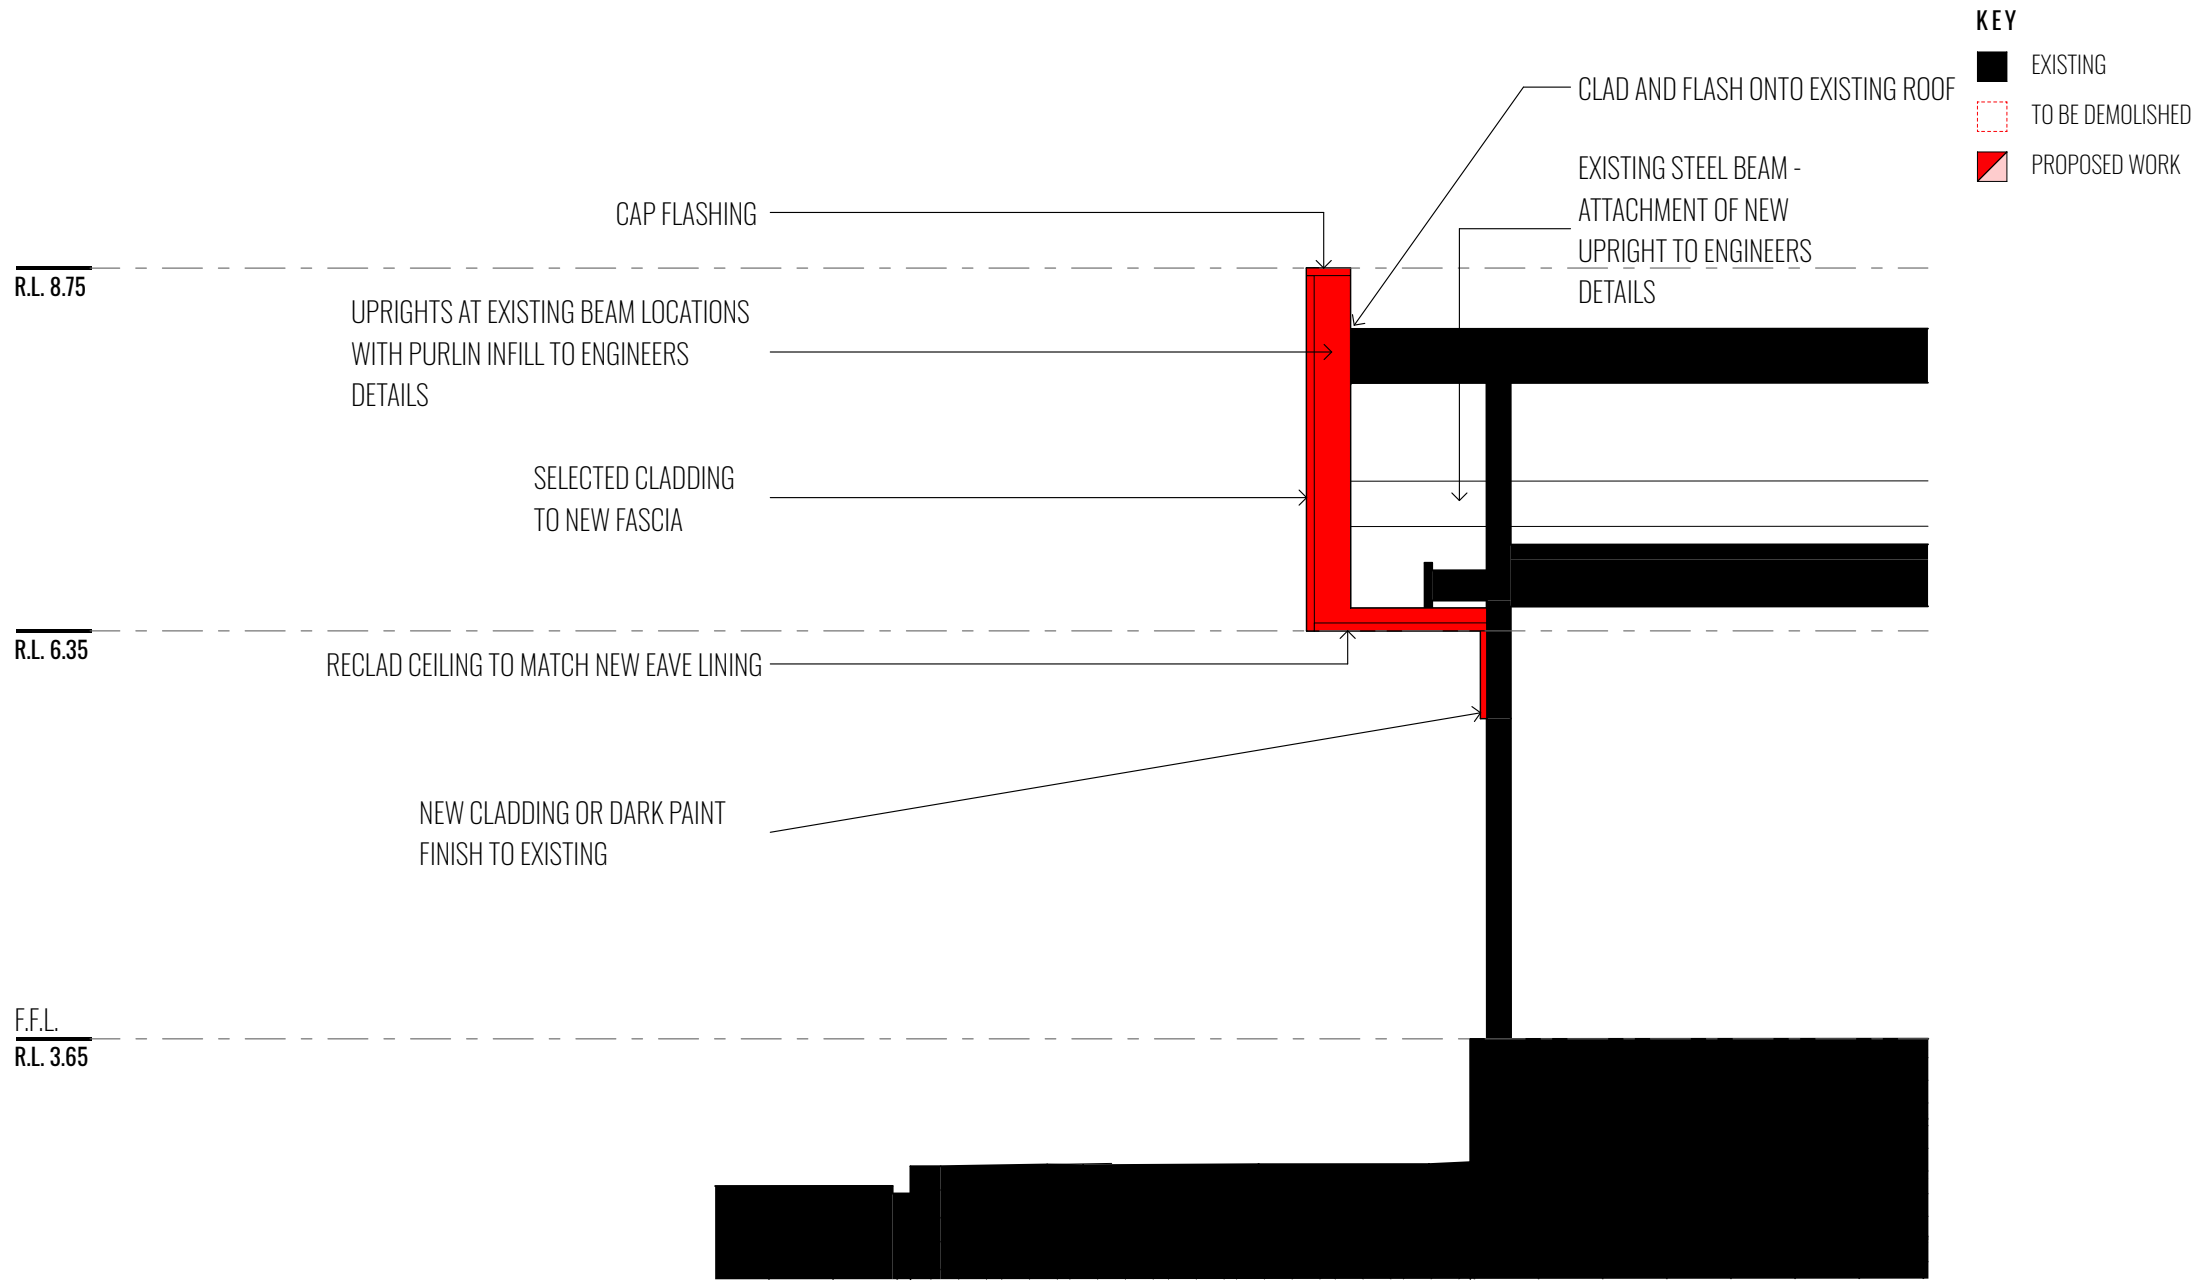 KEY
EXISTING
TO BE DEMOLISHED
PROPOSED WORK
CLAD AND FLASH ONTO EXISTING ROOF
EXISTING STEEL BEAM -
ATTACHMENT OF NEW
UPRIGHT TO ENGINEERS
DETAILS
CAP FLASHING
R.L. 8.75
UPRIGHTS AT EXISTING BEAM LOCATIONS
WITH PURLIN INFILL TO ENGINEERS
DETAILS
SELECTED CLADDING
TO NEW FASCIA
R.L. 6.35
RECLAD CEILING TO MATCH NEW EAVE LINING
NEW CLADDING OR DARK PAINT
FINISH TO EXISTING
F.F.L.
R.L. 3.65